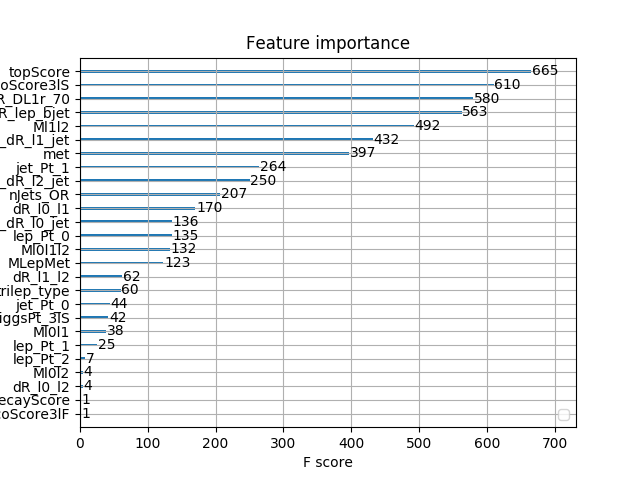 Feature importance
topScore 665
oScore3lS 610
R_DL1r_70 580
R_lep_bjet 563
Ml1l2 492
_dR_l1_jet 432
met 397
jet_Pt_1 264
_dR_l2_jet 250
nJets_OR 207
dR_l0_l1 170
_dR_l0_jet 136
lep_Pt_0 135
Ml0l1l2 132
MLepMet 123
dR_l1_l2 62
trilep_type 60
jet_Pt_0 44
iggsPt_3lS 42
Ml0l1 38
lep_Pt_1 25
lep_Pt_2 7
Ml0l2 4
dR_l0_l2 4
ecayScore 1
coScore3lF 1
0 100 200 300 400 500 600 700
F score